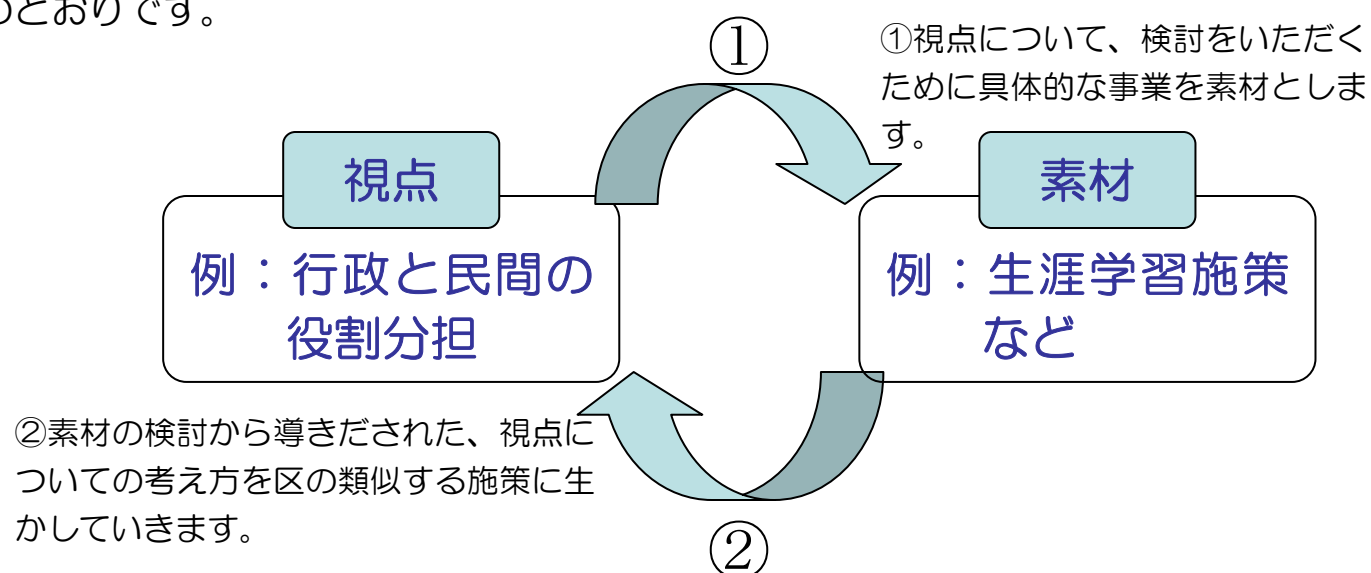 のとおりです。
①
①視点について、検討をいただく
ために具体的な事業を素材としま
す。
視点
例：行政と民間の
役割分担
素材
例：生涯学習施策
など
②素材の検討から導きだされた、視点に
ついての考え方を区の類似する施策に生
かしていきます。
②